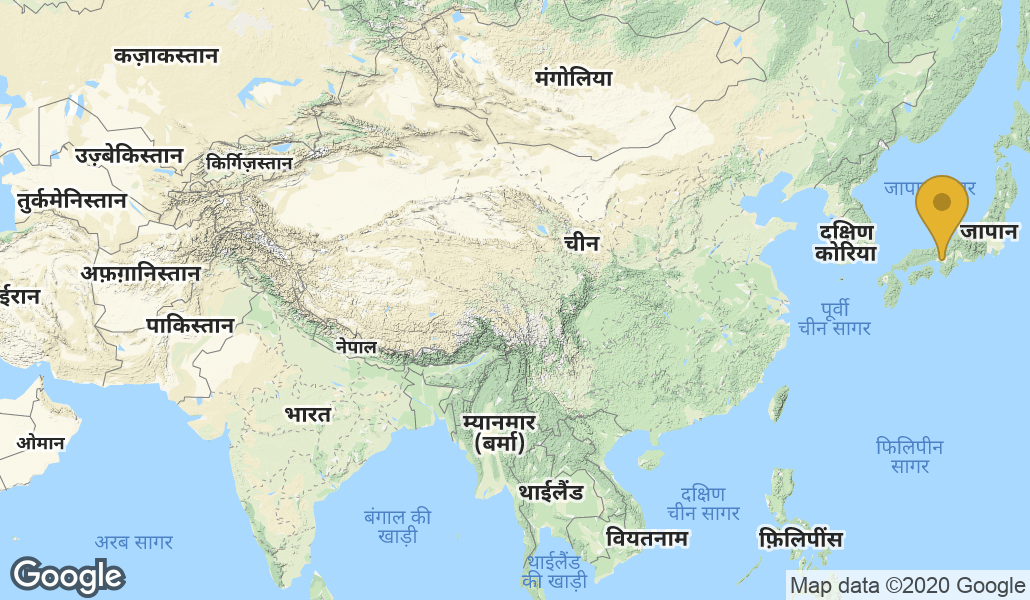 कज़ाकस्तान
मंगोलिया
उज़्बेकिस्तान
किर्गिज़स्तान
तुर्कमेनिस्तान
जापान
दक्षिण
कोरिया
चीन
अफ़ग़ानिस्तान
ईरान
पाकिस्तान
पूर्वी
चीन सागर
नेपाल
भारत
म्यानमार
(बर्मा)
ओमान
फिलिपीन
सागर
थाईलैंड
दक्षिण
चीन सागर
बंगाल की
खाड़ी
अरब सागर
वियतनाम
फ़िलिपींस
थाईलैंड
की खाड़ी
Google
Map data ©2020 Google